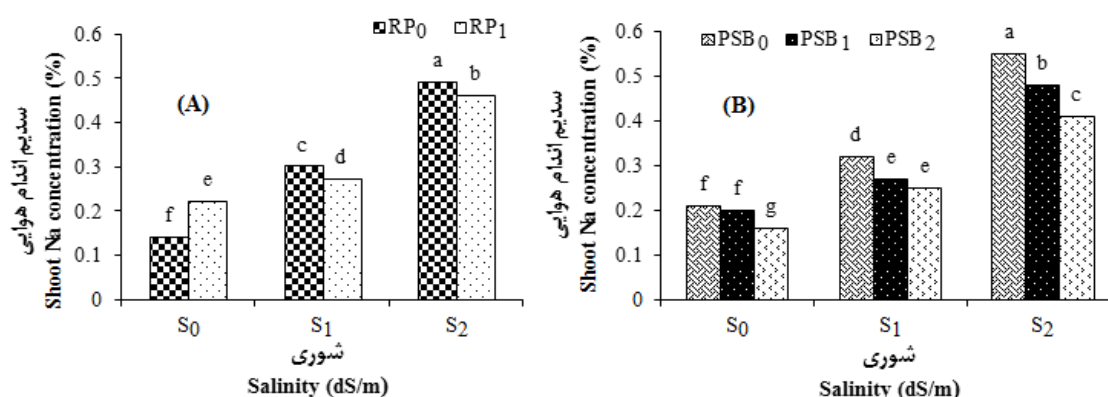 RP0 RP1
0.6
0.5
0.4
0.3
0.2
0.1
0
سدیم اندام هوایی
Shoot Na concentration (%)
(A)
f e c d a b
S0 S1 S2
شوری
Salinity (dS/m)
PSB0 PSB1 PSB2
0.6
0.5
0.4
0.3
0.2
0.1
0
سدیم اندام هوایی
Shoot Na concentration (%)
(B)
f f g d e e a b c
S0 S1 S2
شوری
Salinity (dS/m)